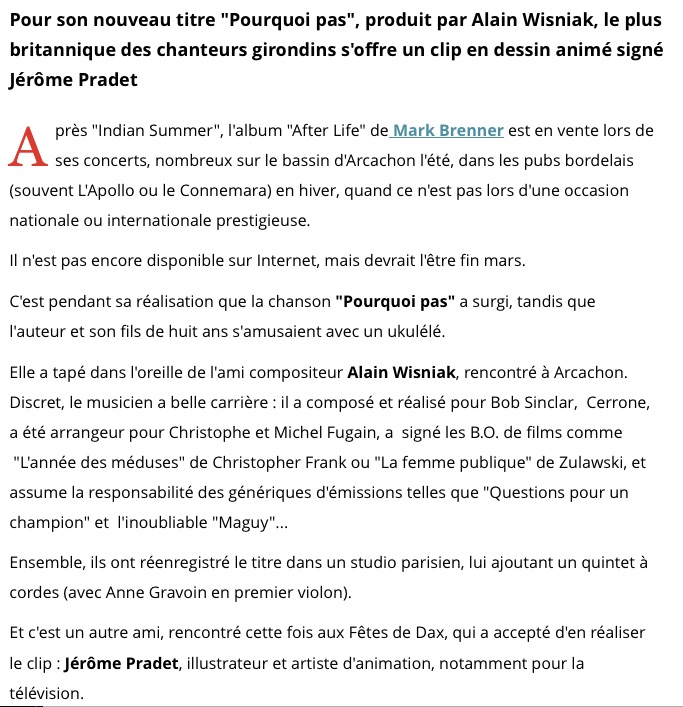 Pour son nouveau titre "Pourquoi pas", produit par Alain Wisniak, le plus
britannique des chanteurs girondins s'offre un clip en dessin animé signé
Jérôme Pradet
Après "Indian Summer", l'album "After Life" de Mark Brenner est en vente lors de
ses concerts, nombreux sur le bassin d'Arcachon l'été, dans les pubs bordelais
(souvent L'Apollo ou le Connemara) en hiver, quand ce n'est pas lors d'une occasion
nationale ou internationale prestigieuse.
Il n'est pas encore disponible sur Internet, mais devrait l'être fin mars.
C'est pendant sa réalisation que la chanson "Pourquoi pas" a surgi, tandis que
l'auteur et son fils de huit ans s'amusaient avec un ukulélé.
Elle a tapé dans l'oreille de l'ami compositeur Alain Wisniak, rencontré à Arcachon.
Discret, le musicien a belle carrière : il a composé et réalisé pour Bob Sinclar,  Cerrone,
a été arrangeur pour Christophe et Michel Fugain, a  signé les B.O. de films comme
"L'année des méduses" de Christopher Frank ou "La femme publique" de Zulawski, et
assume la responsabilité des génériques d'émissions telles que "Questions pour un
champion" et  l'inoubliable "Maguy"...
Ensemble, ils ont réenregistré le titre dans un studio parisien, lui ajoutant un quintet à
cordes (avec Anne Gravoin en premier violon).
Et c'est un autre ami, rencontré cette fois aux Fêtes de Dax, qui a accepté d'en réaliser
le clip : Jérôme Pradet, illustrateur et artiste d'animation, notamment pour la
télévision.